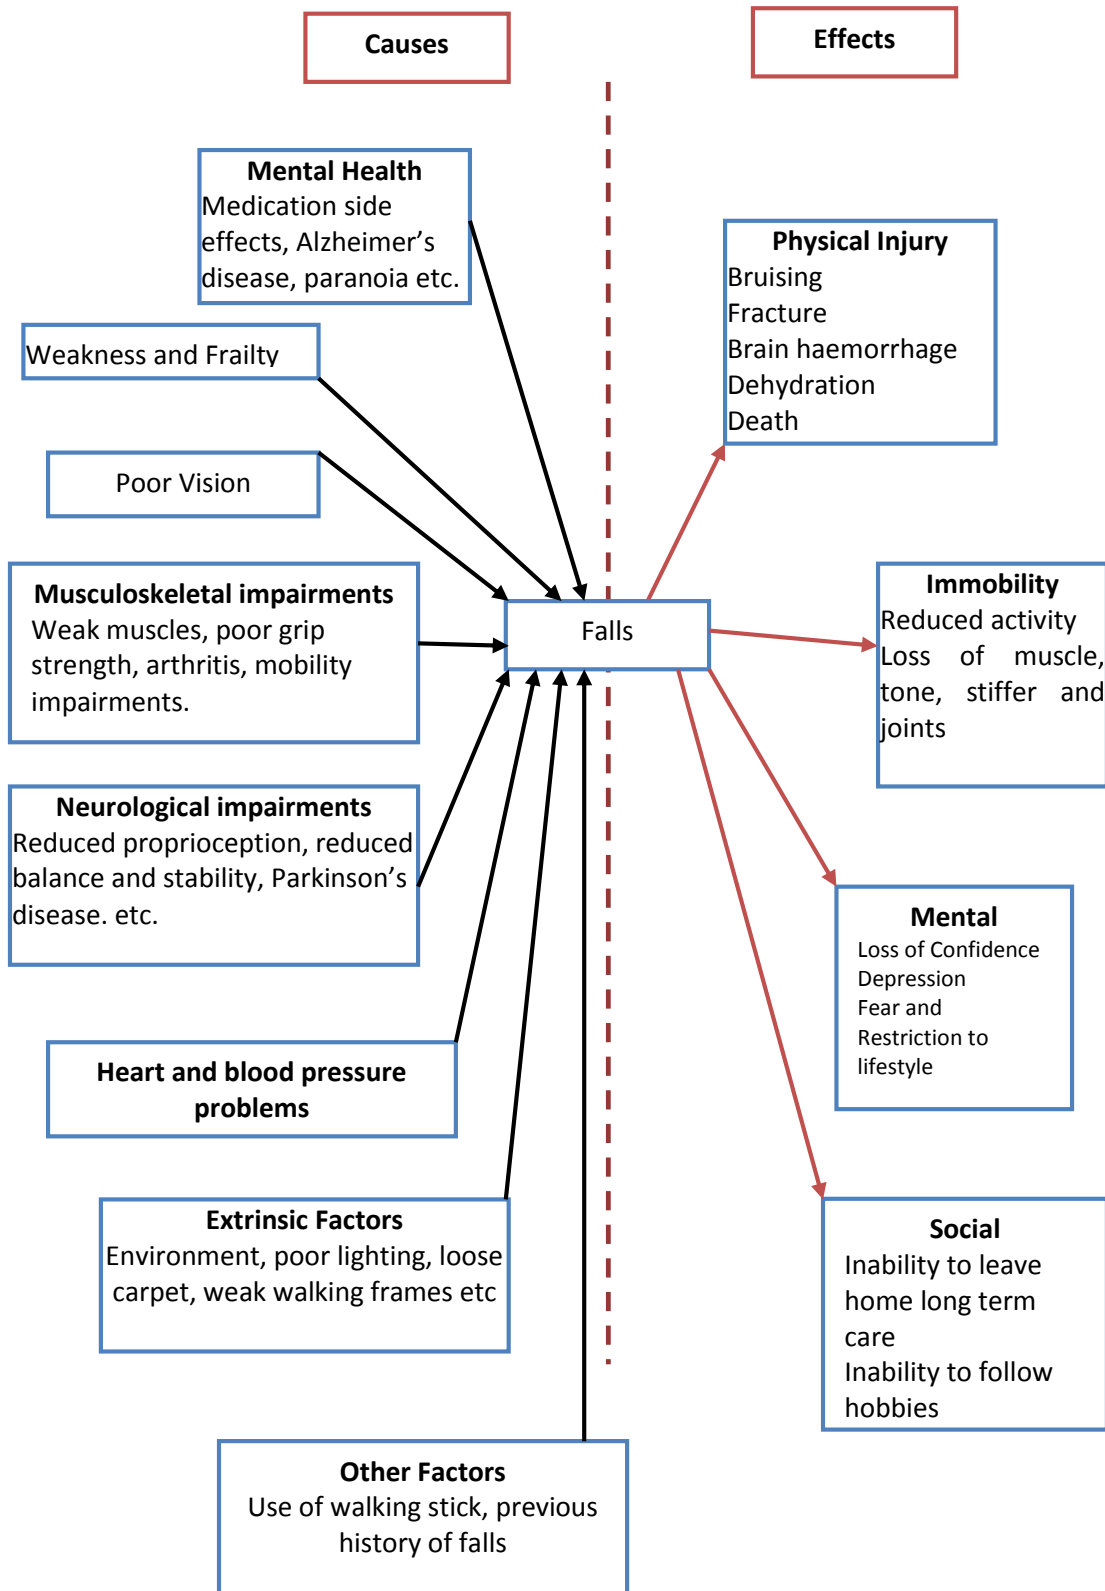 Causes
Effects
Mental Health
Medication side
effects, Alzheimer’s
disease, paranoia etc.
Weakness and Frailty
Poor Vision
Musculoskeletal impairments
Weak muscles, poor grip
strength, arthritis, mobility
impairments.
Neurological impairments
Reduced proprioception, reduced
balance and stability, Parkinson’s
disease. etc.
Heart and blood pressure
problems
Extrinsic Factors
Environment, poor lighting, loose
carpet, weak walking frames etc
Other Factors
Use of walking stick, previous
history of falls
Falls
Physical Injury
Bruising
Fracture
Brain haemorrhage
Dehydration
Death
Immobility
Reduced activity
Loss of muscle,
tone, stiffer and
joints
Mental
Loss of Confidence
Depression
Fear and
Restriction to
lifestyle
Social
Inability to leave
home long term
care
Inability to follow
hobbies